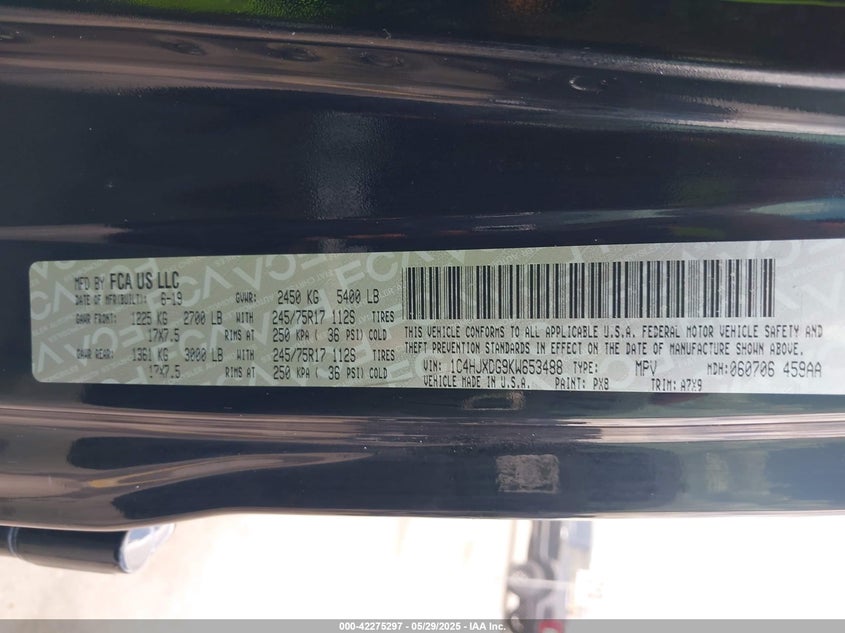 MFD BY FCA US LLC
DATE OF MFR(BUILT): 6-19 GVWR: 2450 KG 5400 LB
GAWR FRONT: 1225 KG 2700 LB WITH 245/75R17 112S TIRES
17X7.5 RIMS AT 250 KPA ( 36 PSI) COLD
GAWR REAR: 1361 KG 3000 LB WITH 245/75R17 112S TIRES
17X7.5 RIMS AT 250 KPA ( 36 PSI) COLD
THIS VEHICLE CONFORMS TO ALL APPLICABLE U.S.A. FEDERAL MOTOR VEHICLE SAFETY AND
THEFT PREVENTION STANDARDS IN EFFECT ON THE DATE OF MANUFACTURE SHOWN ABOVE.
VIN: 1C4HJXDG9KW653498 TYPE: MPV MDH:060706 459AA
VEHICLE MADE IN U.S.A. PAINT: PX8 TRIM: A7X9
000-42275297 - 05/29/2025 - IAA Inc.